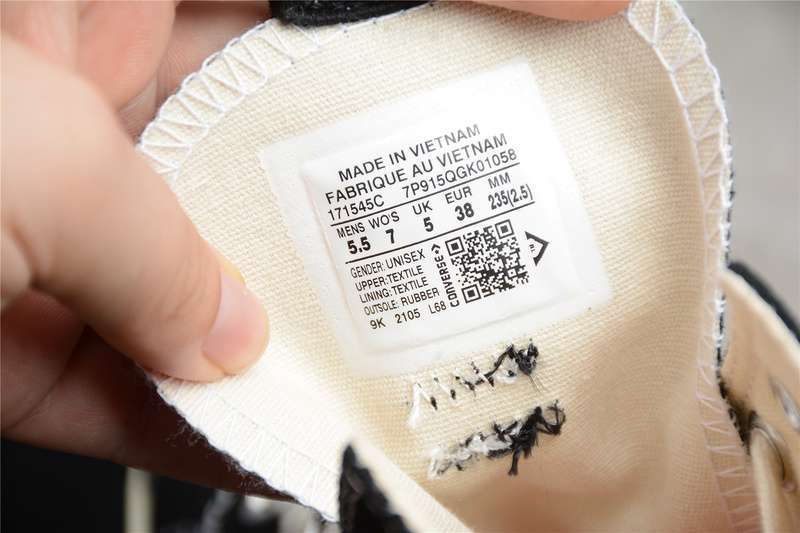 MADE IN VIETNAM
FABRIQUE AU VIETNAM
171545C 7P915QGK01058
MENS WO'S UK EUR MM
5.5 7 5 38 235(2.5)
GENDER: UNISEX
UPPER:TEXTILE
LINING:TEXTILE
OUTSOLE: RUBBER
9K 2105 L68
CONVERSE